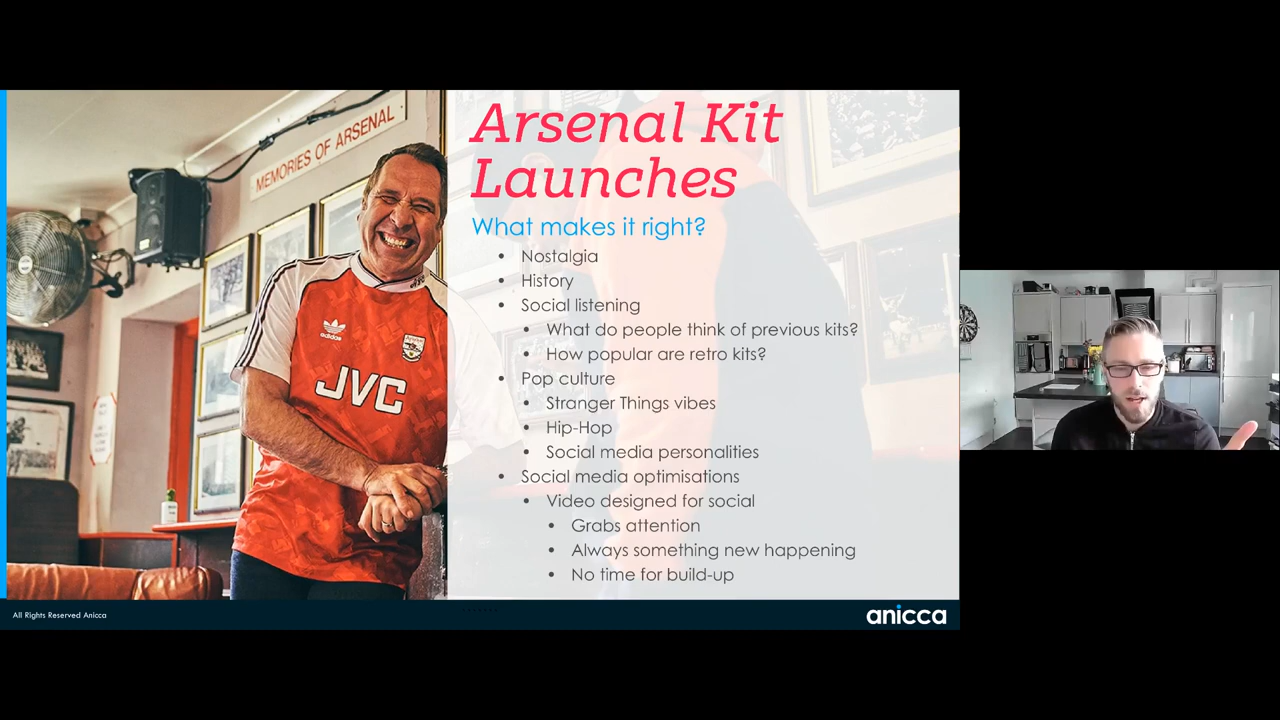 Arsenal Kit
Launches
What makes it right?
• Nostalgia
• History
• Social listening
• What do people think of previous kits?
• How popular are retro kits?
• Pop culture
• Stranger Things vibes
• Hip-Hop
• Social media personalities
• Social media optimisations
• Video designed for social
• Grabs attention
• Always something new happening
• No time for build-up
MEMORIES OF ARSENAL
adidas
Arsenal
JVC
All Rights Reserved Anicca
anicca